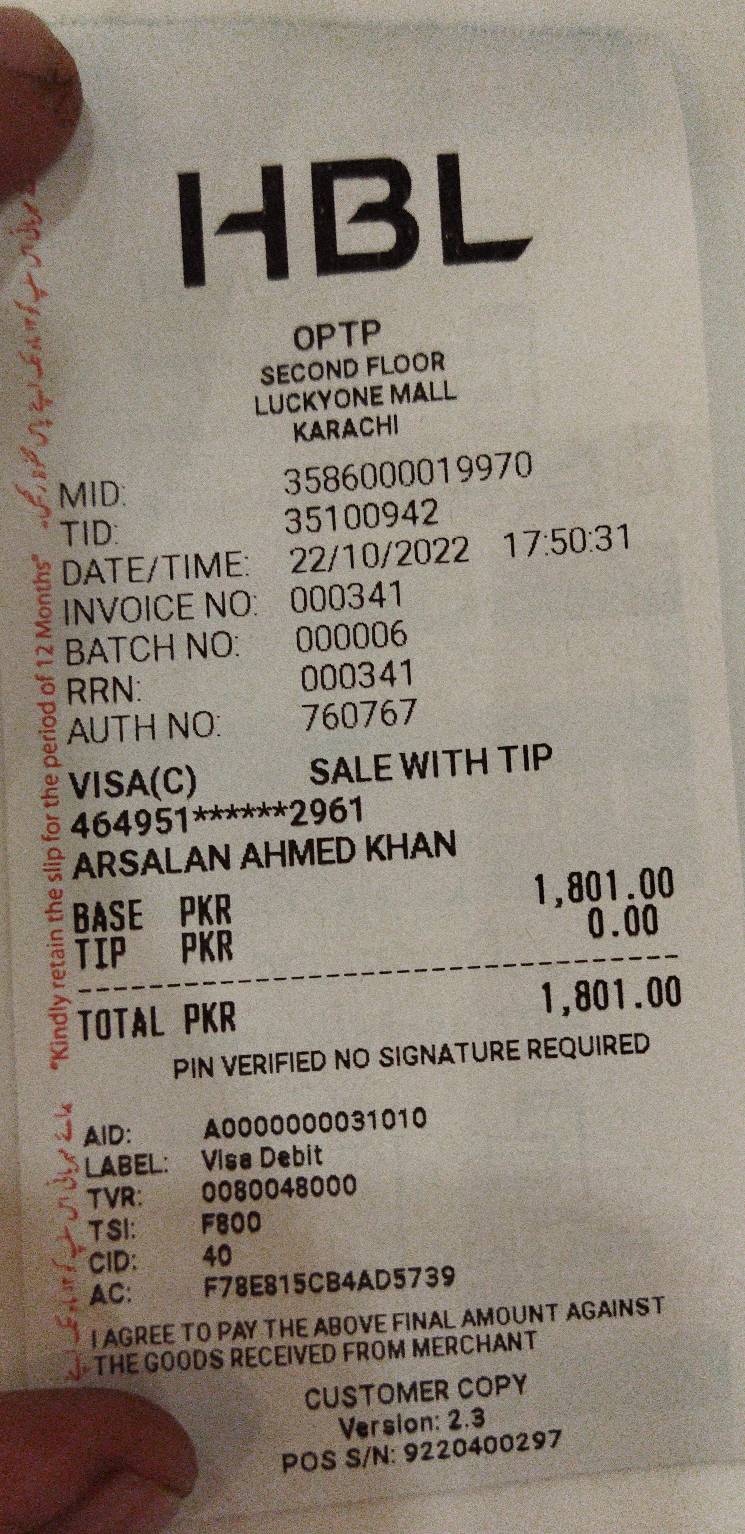 HBL
OPTP
SECOND FLOOR
LUCKYONE MALL
KARACHI
MID: 3586000019970
TID: 35100942
DATE/TIME: 22/10/2022 17:50:31
INVOICE NO: 000341
BATCH NO: 000006
RRN: 000341
AUTH NO: 760767
VISA(C) SALE WITH TIP
464951******2961
ARSALAN AHMED KHAN
BASE PKR 1,801.00
TIP PKR 0.00
TOTAL PKR 1,801.00
PIN VERIFIED NO SIGNATURE REQUIRED
AID: A0000000031010
LABEL: Visa Debit
TVR: 0080048000
TSI: F800
CID: 40
AC: F78E815CB4AD5739
I AGREE TO PAY THE ABOVE FINAL AMOUNT AGAINST
THE GOODS RECEIVED FROM MERCHANT
CUSTOMER COPY
Version: 2.3
POS S/N: 9220400297
"Kindly retain the slip for the period of 12 Months"